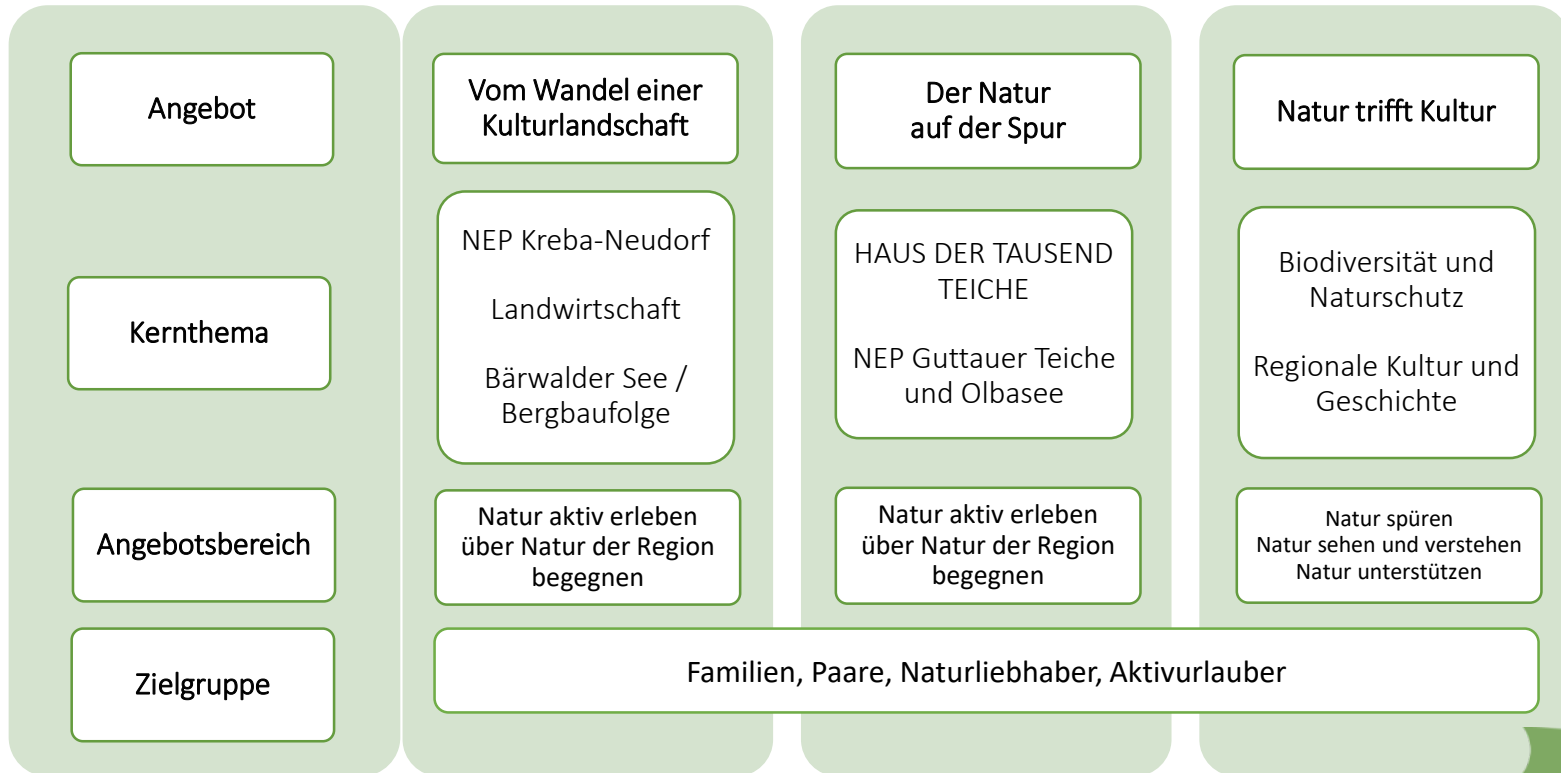 Angebot
Vom Wandel einer
Kulturlandschaft
Der Natur
auf der Spur
Natur trifft Kultur
Kernthema
NEP Kreba-Neudorf
Landwirtschaft
Bärwalder See /
Bergbaufolge
HAUS DER TAUSEND
TEICHE
NEP Guttauer Teiche
und Olbasee
Biodiversität und
Naturschutz
Regionale Kultur und
Geschichte
Angebotsbereich
Natur aktiv erleben
über Natur der Region
begegnen
Natur aktiv erleben
über Natur der Region
begegnen
Natur spüren
Natur sehen und verstehen
Natur unterstützen
Zielgruppe
Familien, Paare, Naturliebhaber, Aktivurlauber